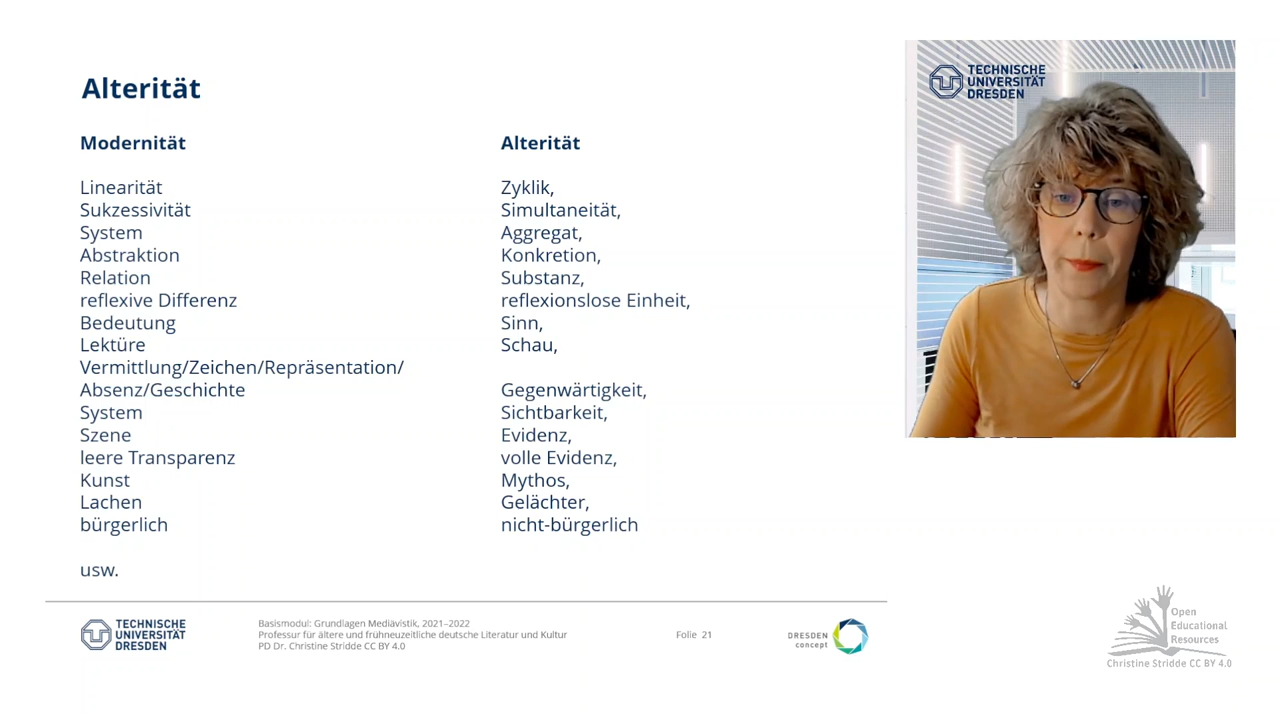 Alterität
Modernität
Linearität
Sukzessivität
System
Abstraktion
Relation
reflexive Differenz
Bedeutung
Lektüre
Vermittlung/Zeichen/Repräsentation/
Absenz/Geschichte
System
Szene
leere Transparenz
Kunst
Lachen
bürgerlich
usw.
Alterität
Zyklik,
Simultaneität,
Aggregat,
Konkretion,
Substanz,
reflexionslose Einheit,
Sinn,
Schau,
Gegenwärtigkeit,
Sichtbarkeit,
Evidenz,
volle Evidenz,
Mythos,
Gelächter,
nicht-bürgerlich
TECHNISCHE
UNIVERSITÄT
DRESDEN
TECHNISCHE
UNIVERSITÄT
DRESDEN
Basismodul: Grundlagen Mediävistik, 2021–2022
Professur für ältere und frühneuzeitliche deutsche Literatur und Kultur
PD Dr. Christine Stridde CC BY 4.0
Folie 21
DRESDEN
concept
Open
Educational
Resources
Christine Stridde CC BY 4.0